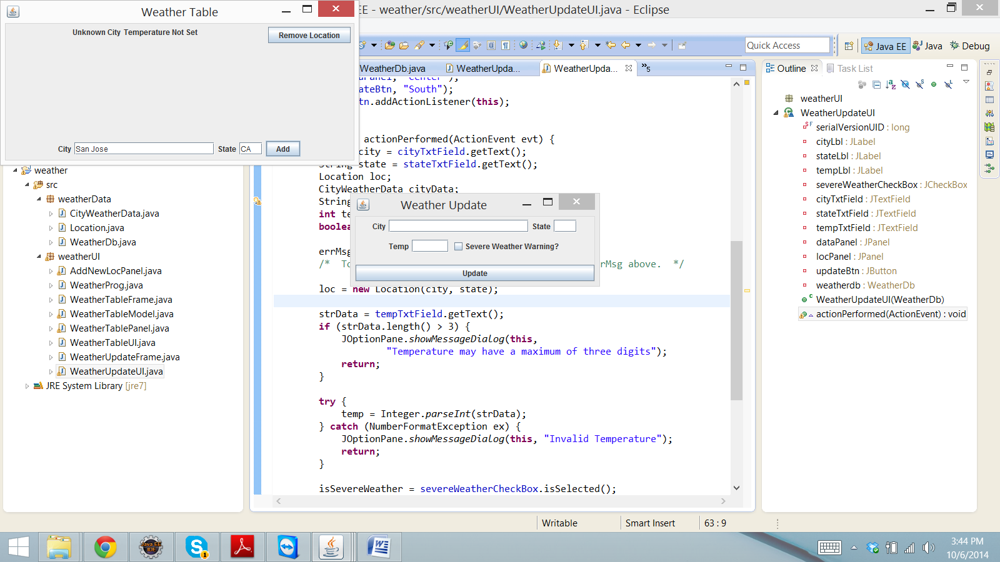 Weather Table
EE - weather/src/weatherUI/WeatherUpdateUI.java - Eclipse
Unknown City Temperature Not Set
Remove Location
City San Jose State CA Add
Quick Access
Java EE
Java
Debug
WeatherDb.java
WeatherUpda...
WeatherUpda...
»5
Outline
Task List
weather
src
weatherData
CityWeatherData.java
Location.java
WeatherDb.java
weatherUI
AddNewLocPanel.java
WeatherProg.java
WeatherTableFrame.java
WeatherTableModel.java
WeatherTablePanel.java
WeatherTableUI.java
WeatherUpdateFrame.java
WeatherUpdateUI.java
JRE System Library [jre7]
ateBtn, "South");
tn.addActionListener(this);
actionPerformed(ActionEvent evt) {
city = cityTxtField.getText();
String state = stateTxtField.getText();
Location loc;
CityWeatherData cityData;
String
int te
boolea
errMsg
/* To
rMsg above. */
loc = new Location(city, state);
strData = tempTxtField.getText();
if (strData.length() > 3) {
JOptionPane.showMessageDialog(this,
"Temperature may have a maximum of three digits");
return;
}
try {
temp = Integer.parseInt(strData);
} catch (NumberFormatException ex) {
JOptionPane.showMessageDialog(this, "Invalid Temperature");
return;
}
isSevereWeather = severeWeatherCheckBox.isSelected();
Weather Update
City State
Temp Severe Weather Warning?
Update
weatherUI
WeatherUpdateUI
serialVersionUID : long
cityLbl : JLabel
stateLbl : JLabel
tempLbl : JLabel
severeWeatherCheckBox : JCheckBox
cityTxtField : JTextField
stateTxtField : JTextField
tempTxtField : JTextField
dataPanel : JPanel
locPanel : JPanel
updateBtn : JButton
weatherdb : WeatherDb
WeatherUpdateUI(WeatherDb)
actionPerformed(ActionEvent) : void
Writable
Smart Insert
63 : 9
Java EE
IDE
1
3:44 PM
10/6/2014